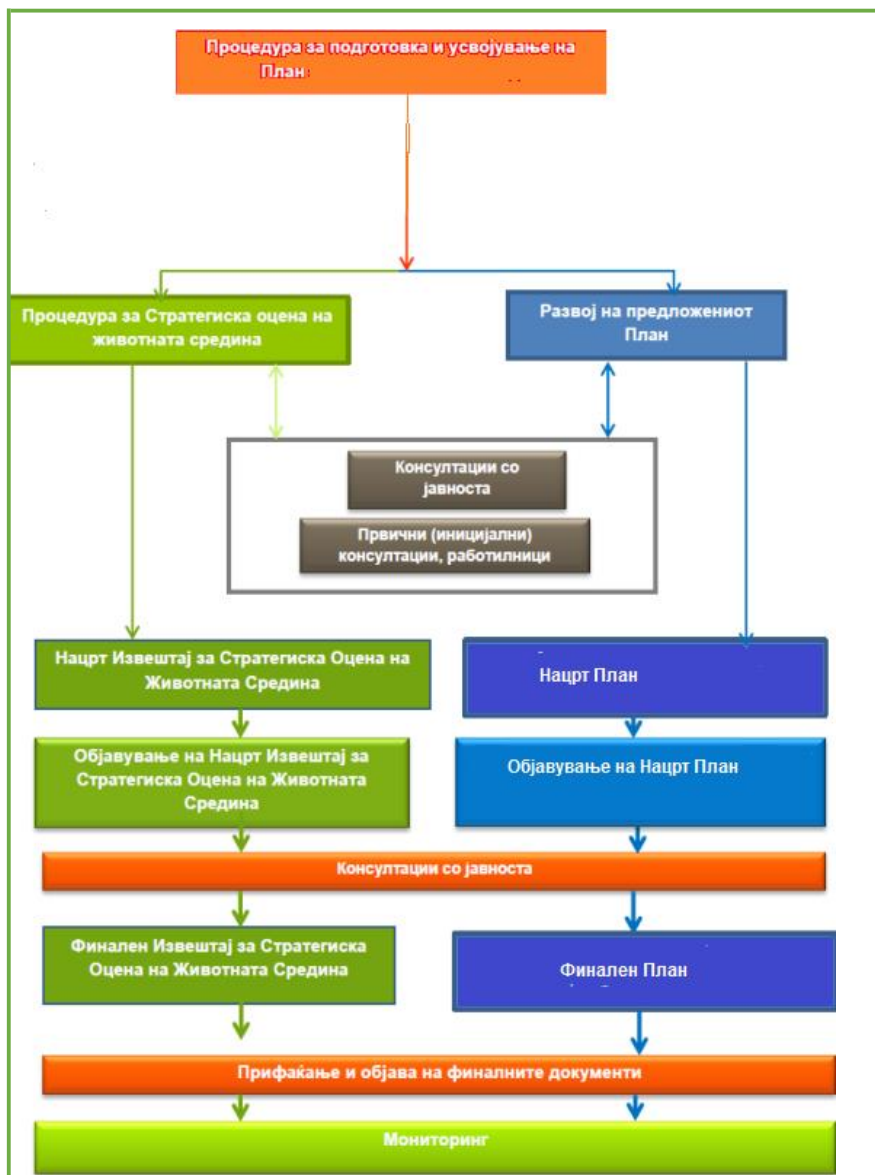 Процедура за подготовка и усвојување на
План
Процедура за Стратегиска оцена на
животната средина
Развој на предложениот
План
Консултации со
јавноста
Првични (иницијални)
консултации, работилници
Нацрт Извештај за Стратегиска Оцена на
Животната Средина
Нацрт План
Објавување на Нацрт Извештај за
Стратегиска Оцена на Животната
Средина
Објавување на Нацрт План
Консултации со јавноста
Финален Извештај за Стратегиска
Оцена на Животната Средина
Финален План
Прифаќање и објава на финалните документи
Мониторинг